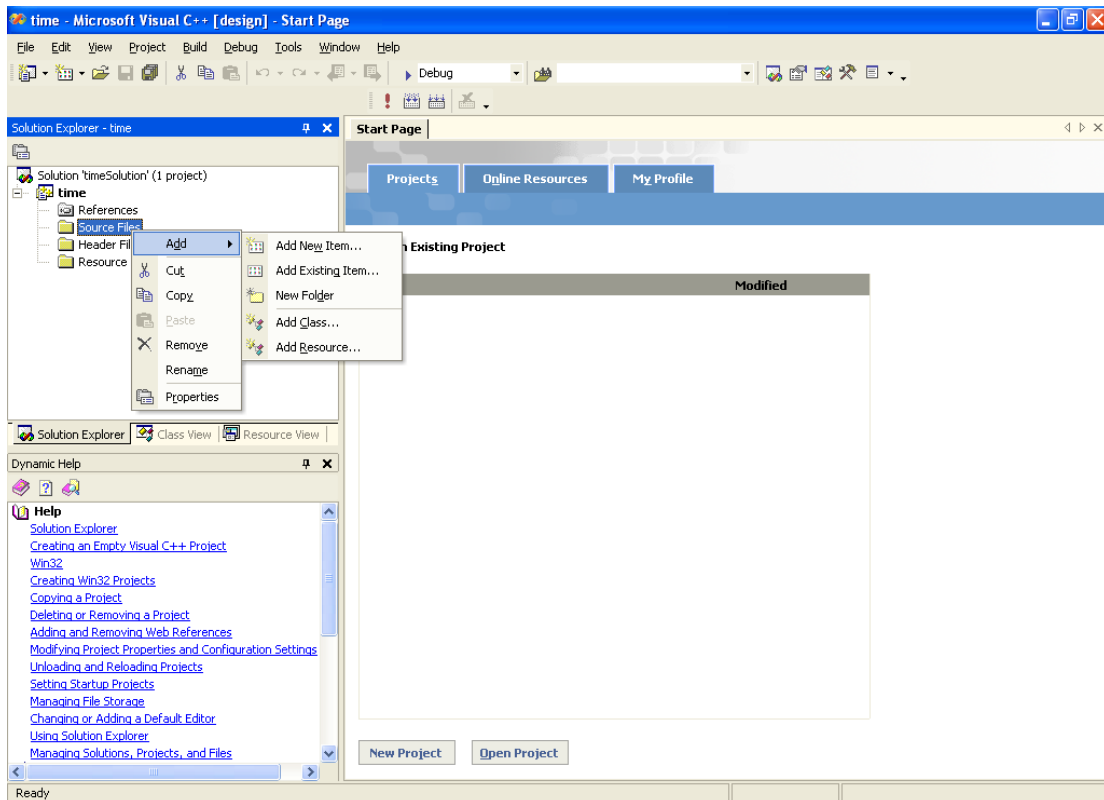 time - Microsoft Visual C++ [design] - Start Page
File Edit View Project Build Debug Tools Window Help
Debug
Solution Explorer - time
Start Page
Solution 'timeSolution' (1 project)
time
References
Source Files
Header Fil
Resource
Add
Cut
Copy
Paste
Remove
Rename
Properties
Add New Item...
Add Existing Item...
New Folder
Add Class...
Add Resource...
Projects Online Resources My Profile
Existing Project
Modified
Solution Explorer Class View Resource View
Dynamic Help
Help
Solution Explorer
Creating an Empty Visual C++ Project
Win32
Creating Win32 Projects
Copying a Project
Deleting or Removing a Project
Adding and Removing Web References
Modifying Project Properties and Configuration Settings
Unloading and Reloading Projects
Setting Startup Projects
Managing File Storage
Changing or Adding a Default Editor
Using Solution Explorer
Managing Solutions, Projects, and Files
New Project Open Project
Ready